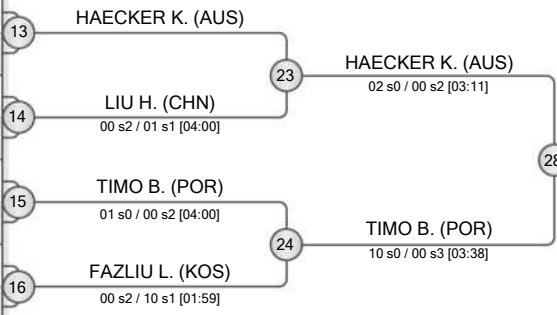 13
HAECKER K. (AUS)
23
HAECKER K. (AUS)
02 s0 / 00 s2 [03:11]
14
LIU H. (CHN)
00 s2 / 01 s1 [04:00]
28
15
TIMO B. (POR)
01 s0 / 00 s2 [04:00]
24
TIMO B. (POR)
10 s0 / 00 s3 [03:38]
16
FAZLIU L. (KOS)
00 s2 / 10 s1 [01:59]